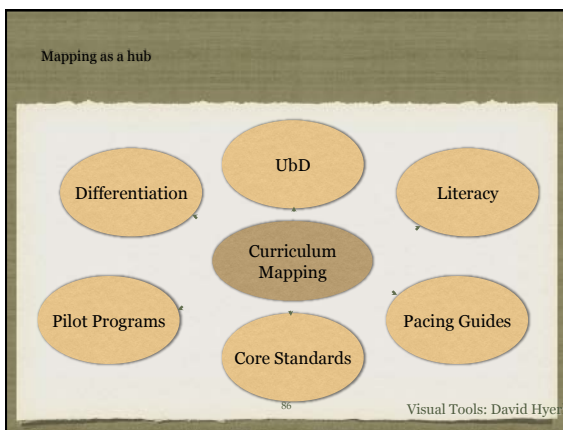 Mapping as a hub
UbD
Differentiation
Literacy
Curriculum
Mapping
Pilot Programs
Pacing Guides
Core Standards
86
Visual Tools: David Hyer